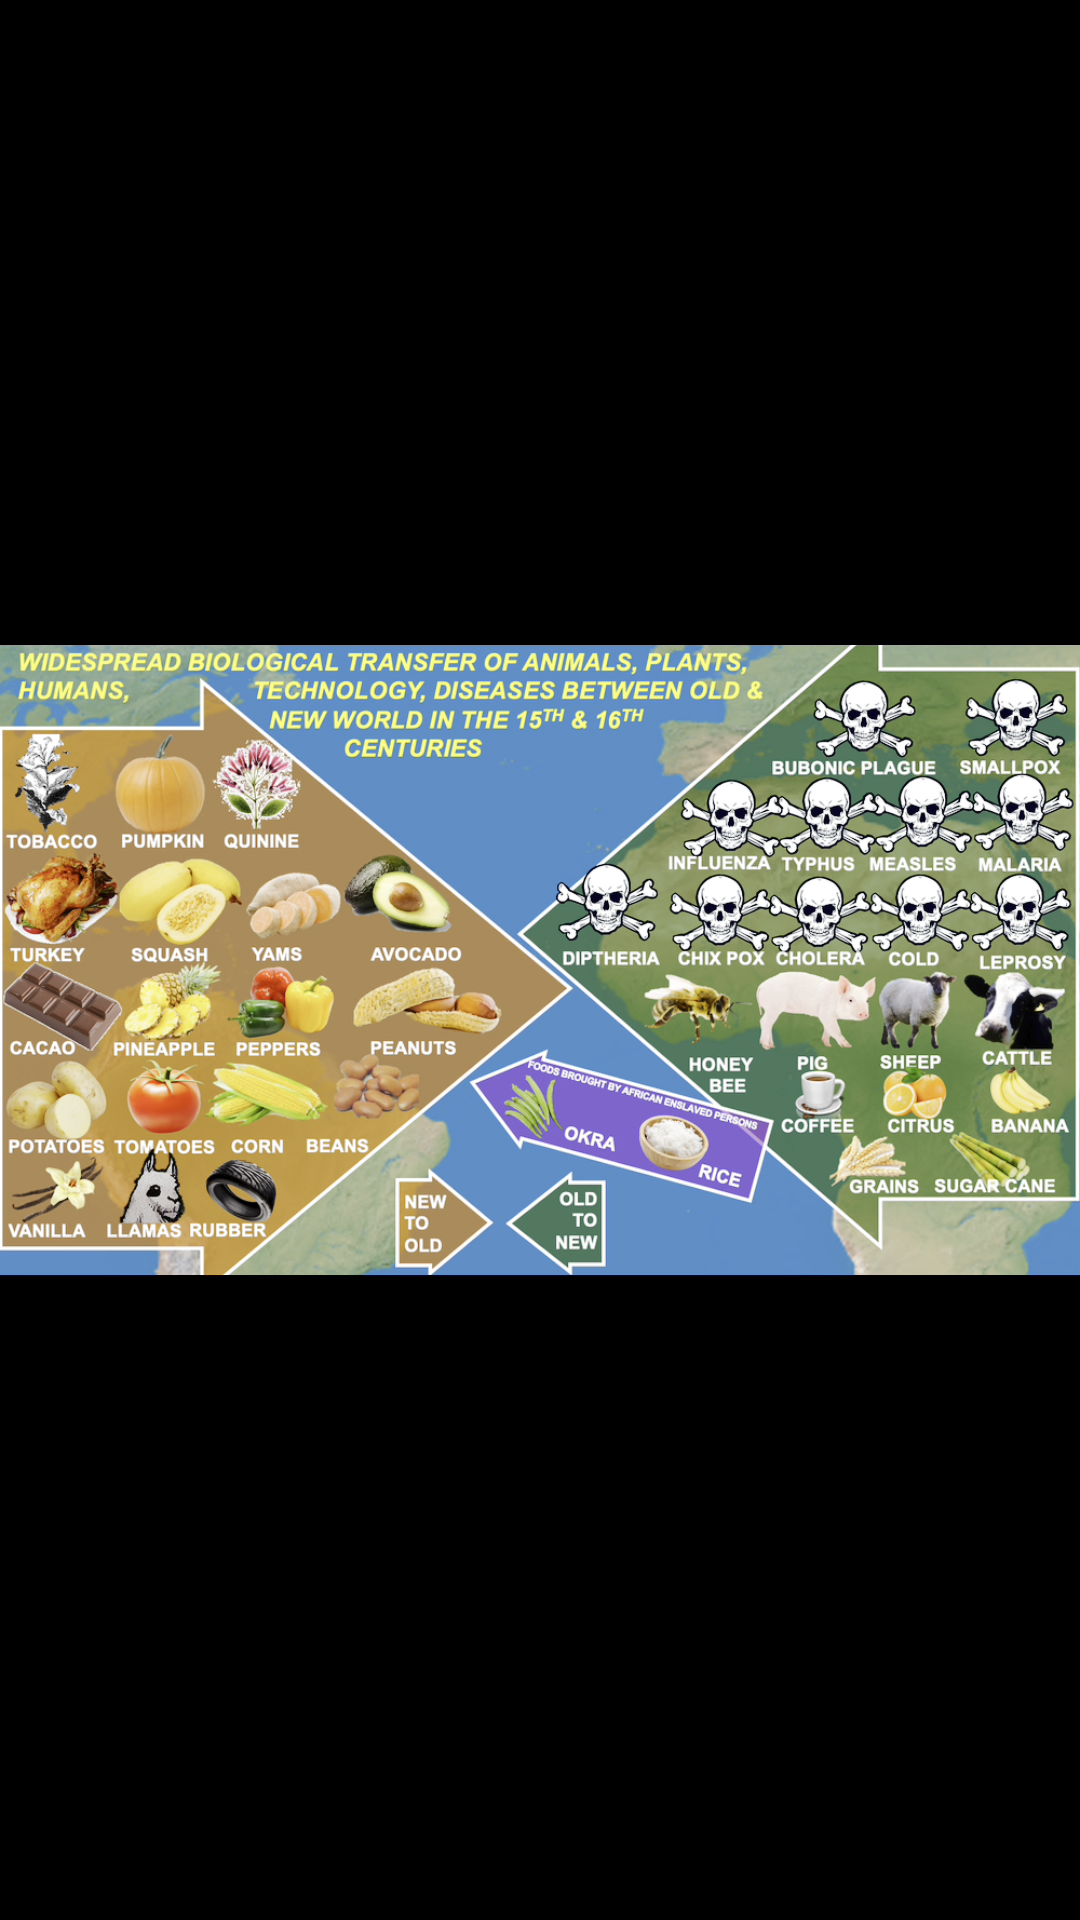 WIDESPREAD BIOLOGICAL TRANSFER OF ANIMALS, PLANTS,
HUMANS, TECHNOLOGY, DISEASES BETWEEN OLD &
NEW WORLD IN THE 15TH & 16TH
CENTURIES
TOBACCO PUMPKIN QUININE
TURKEY SQUASH YAMS AVOCADO
CACAO PINEAPPLE PEPPERS PEANUTS
POTATOES TOMATOES CORN BEANS
VANILLA LLAMAS RUBBER
BUBONIC PLAGUE SMALLPOX
INFLUENZA TYPHUS MEASLES MALARIA
DIPTHERIA CHIX POX CHOLERA COLD LEPROSY
HONEY
BEE
PIG SHEEP CATTLE
COFFEE CITRUS BANANA
GRAINS SUGAR CANE
FOODS BROUGHT BY AFRICAN ENSLAVED PERSONS
OKRA RICE
NEW
TO
OLD
OLD
TO
NEW